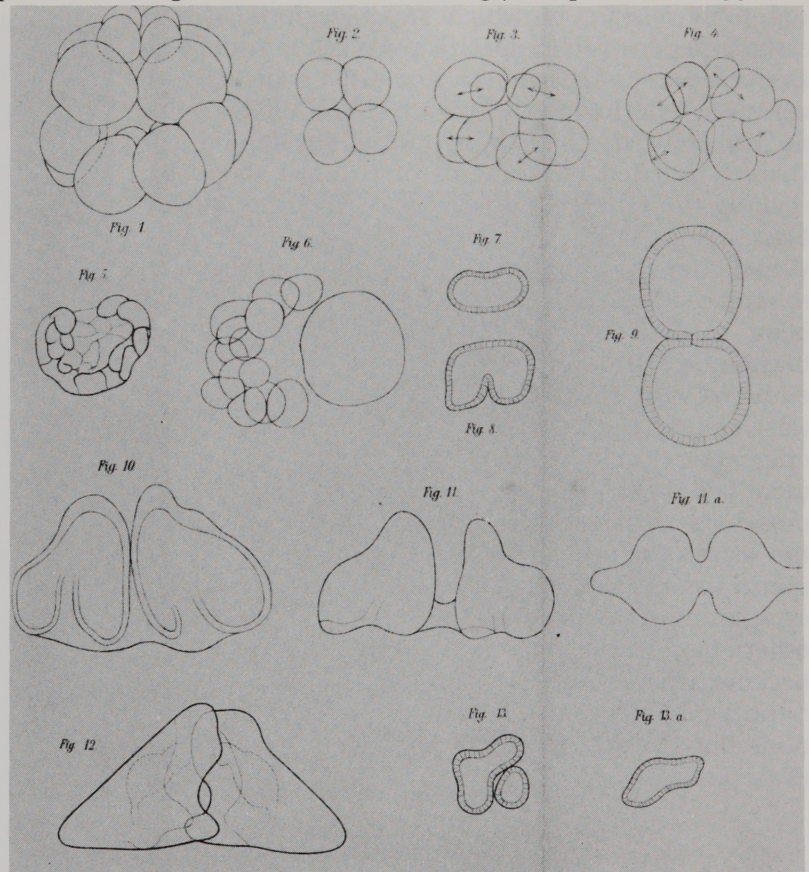 Fig. 2.
Fig. 3.
Fig. 4.
Fig. 1.
Fig. 5.
Fig. 6.
Fig. 7.
Fig. 9.
Fig. 8.
Fig. 10
Fig. 11.
Fig. 11. a.
Fig. 12
Fig. 13.
Fig. 13. a.